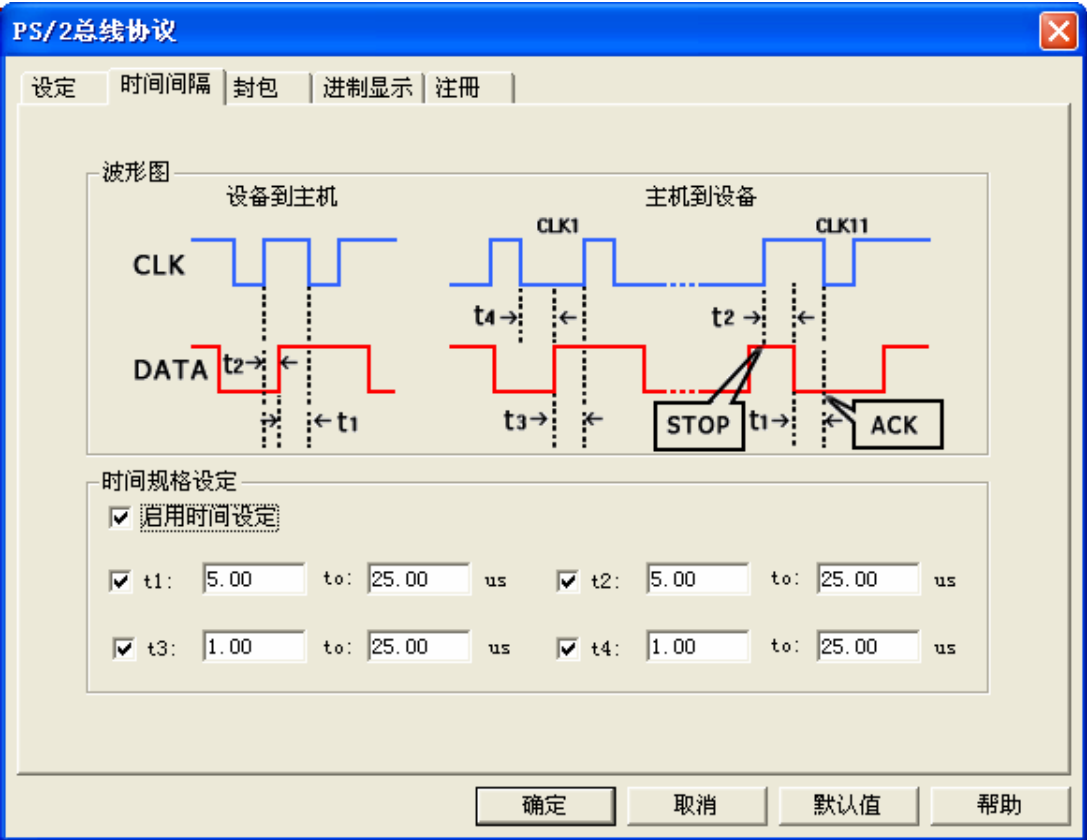 PS/2总线协议
设定 时间间隔 封包 进制显示 注册
波形图
设备到主机 主机到设备
CLK1 CLK11
CLK
t4 t2
DATA t2
t1 t3 STOP t1 ACK
时间规格设定
启用时间设定
t1: 5.00 to: 25.00 us t2: 5.00 to: 25.00 us
t3: 1.00 to: 25.00 us t4: 1.00 to: 25.00 us
确定 取消 默认值 帮助